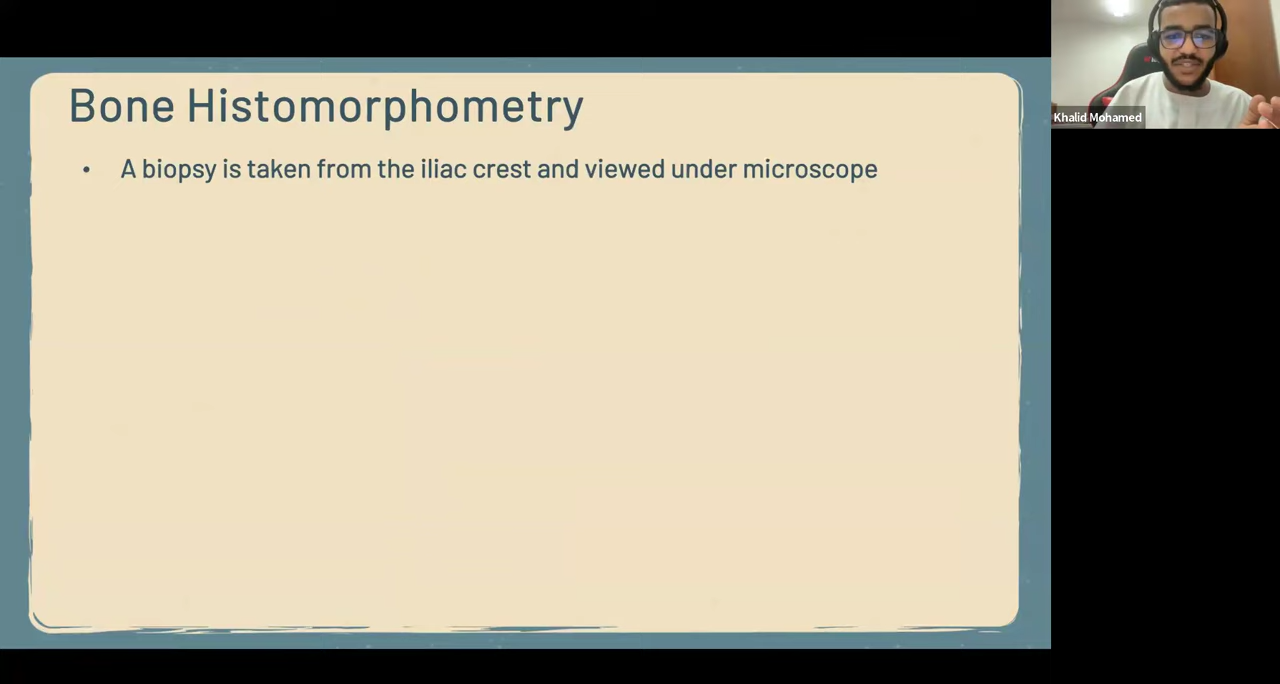 Bone Histomorphometry
• A biopsy is taken from the iliac crest and viewed under microscope
Khalid Mohamed